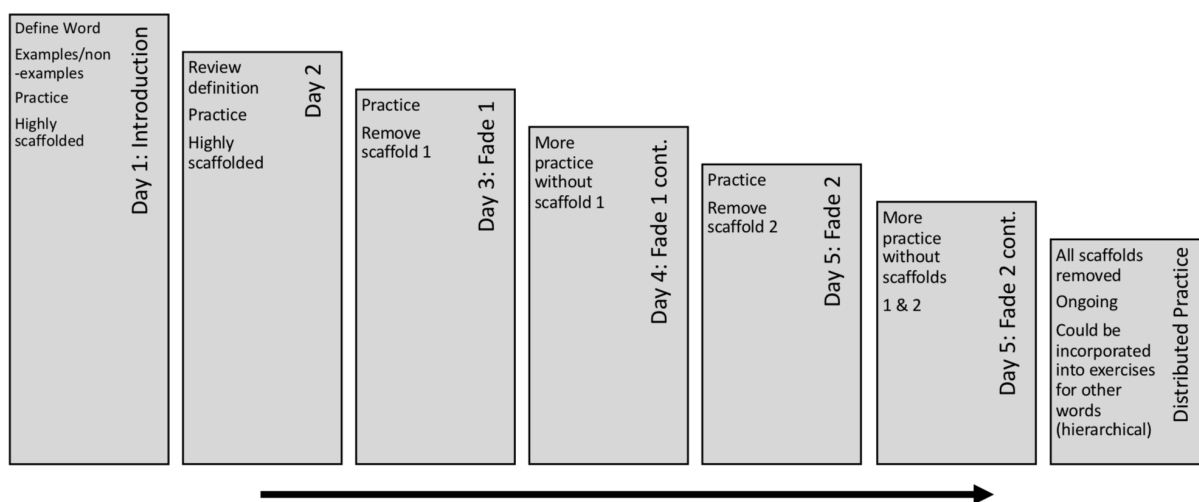 Define Word
Examples/non
-examples
Practice
Highly
scaffolded
Day 1: Introduction
Review
definition
Practice
Highly
scaffolded
Day 2
Practice
Remove
scaffold 1
Day 3: Fade 1
More
practice
without
scaffold 1
Day 4: Fade 1 cont.
Practice
Remove
scaffold 2
Day 5: Fade 2
More
practice
without
scaffolds
1 & 2
Day 5: Fade 2 cont.
All scaffolds
removed
Ongoing
Could be
incorporated
into exercises
for other
words
(hierarchical)
Distributed Practice